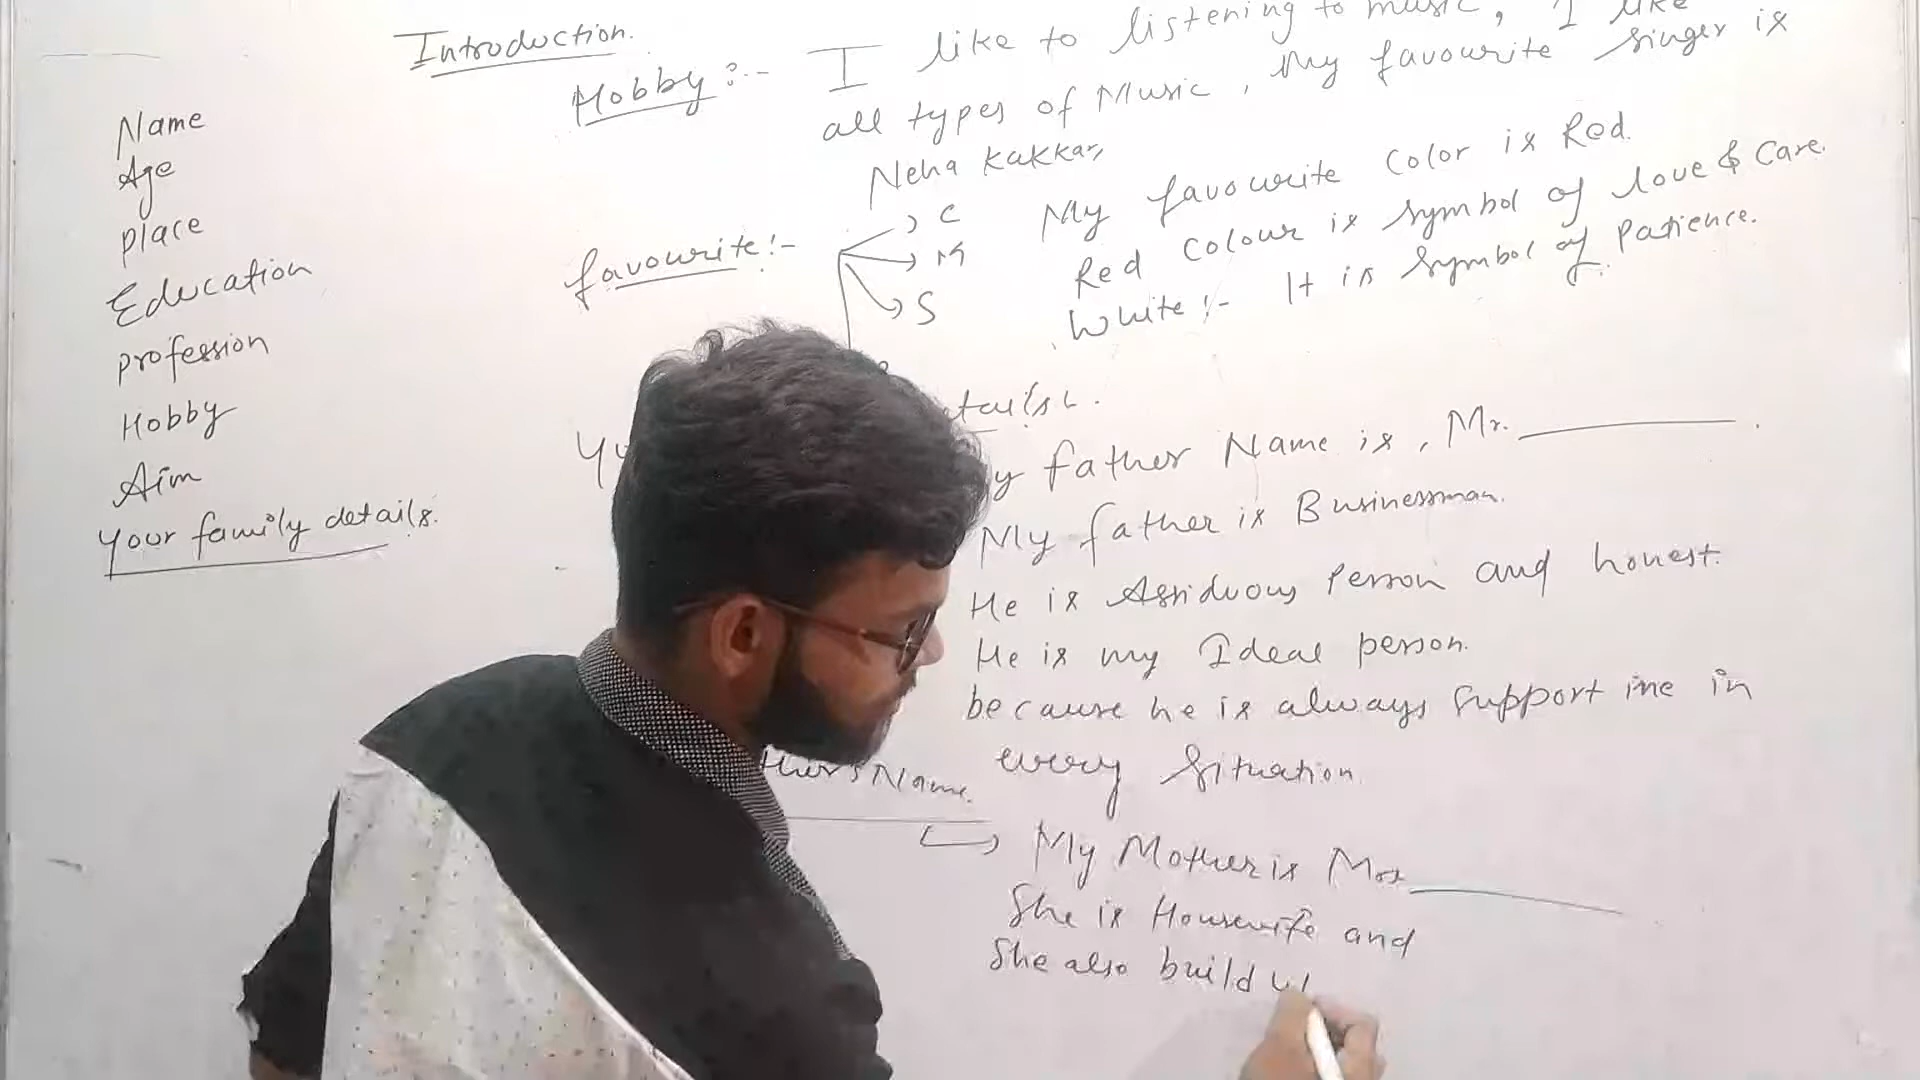 Introduction.
Name
Age
place
Education
profession
Hobby
Aim
Your family details.
Hobby :- I like to listening to music, I like
all types of Music, My favourite singer is
Neha Kakkar,
favourite:-
C
M
S
My favourite Color is Red.
Red Colour is symbol of love & Care.
White :- It is symbol of Patience.
My father Name is, Mr.
My father is Businessman.
He is Assiduous Person and honest.
He is my Ideal person.
because he is always support me in
every situation.
Name.
My Mother is Mrs
She is Housewife and
She also build